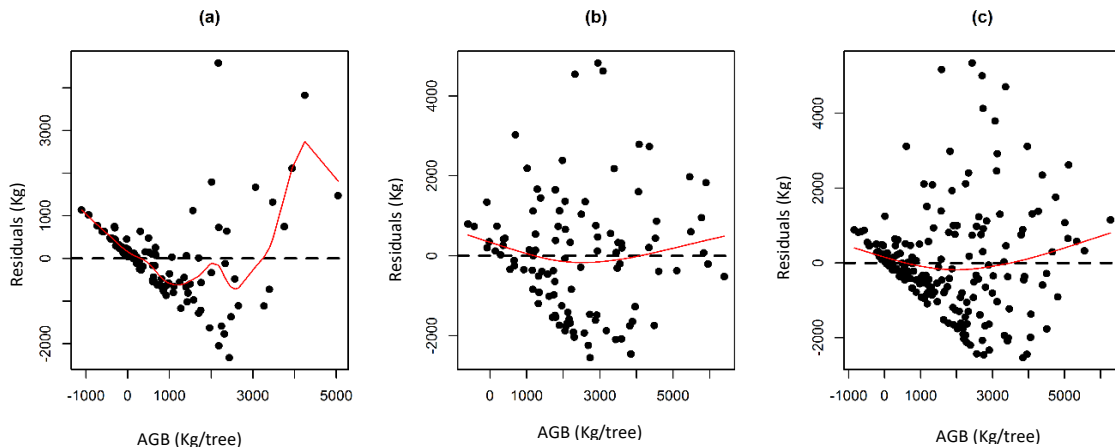 (a)
(b)
(c)
Residuals (Kg)
-2000 0 1000 3000
-1000 0 1000 3000 5000
AGB (Kg/tree)
Residuals (Kg)
-2000 0 2000 4000
0 1000 3000 5000
AGB (Kg/tree)
Residuals (Kg)
-2000 0 2000 4000
-1000 0 1000 3000 5000
AGB (Kg/tree)